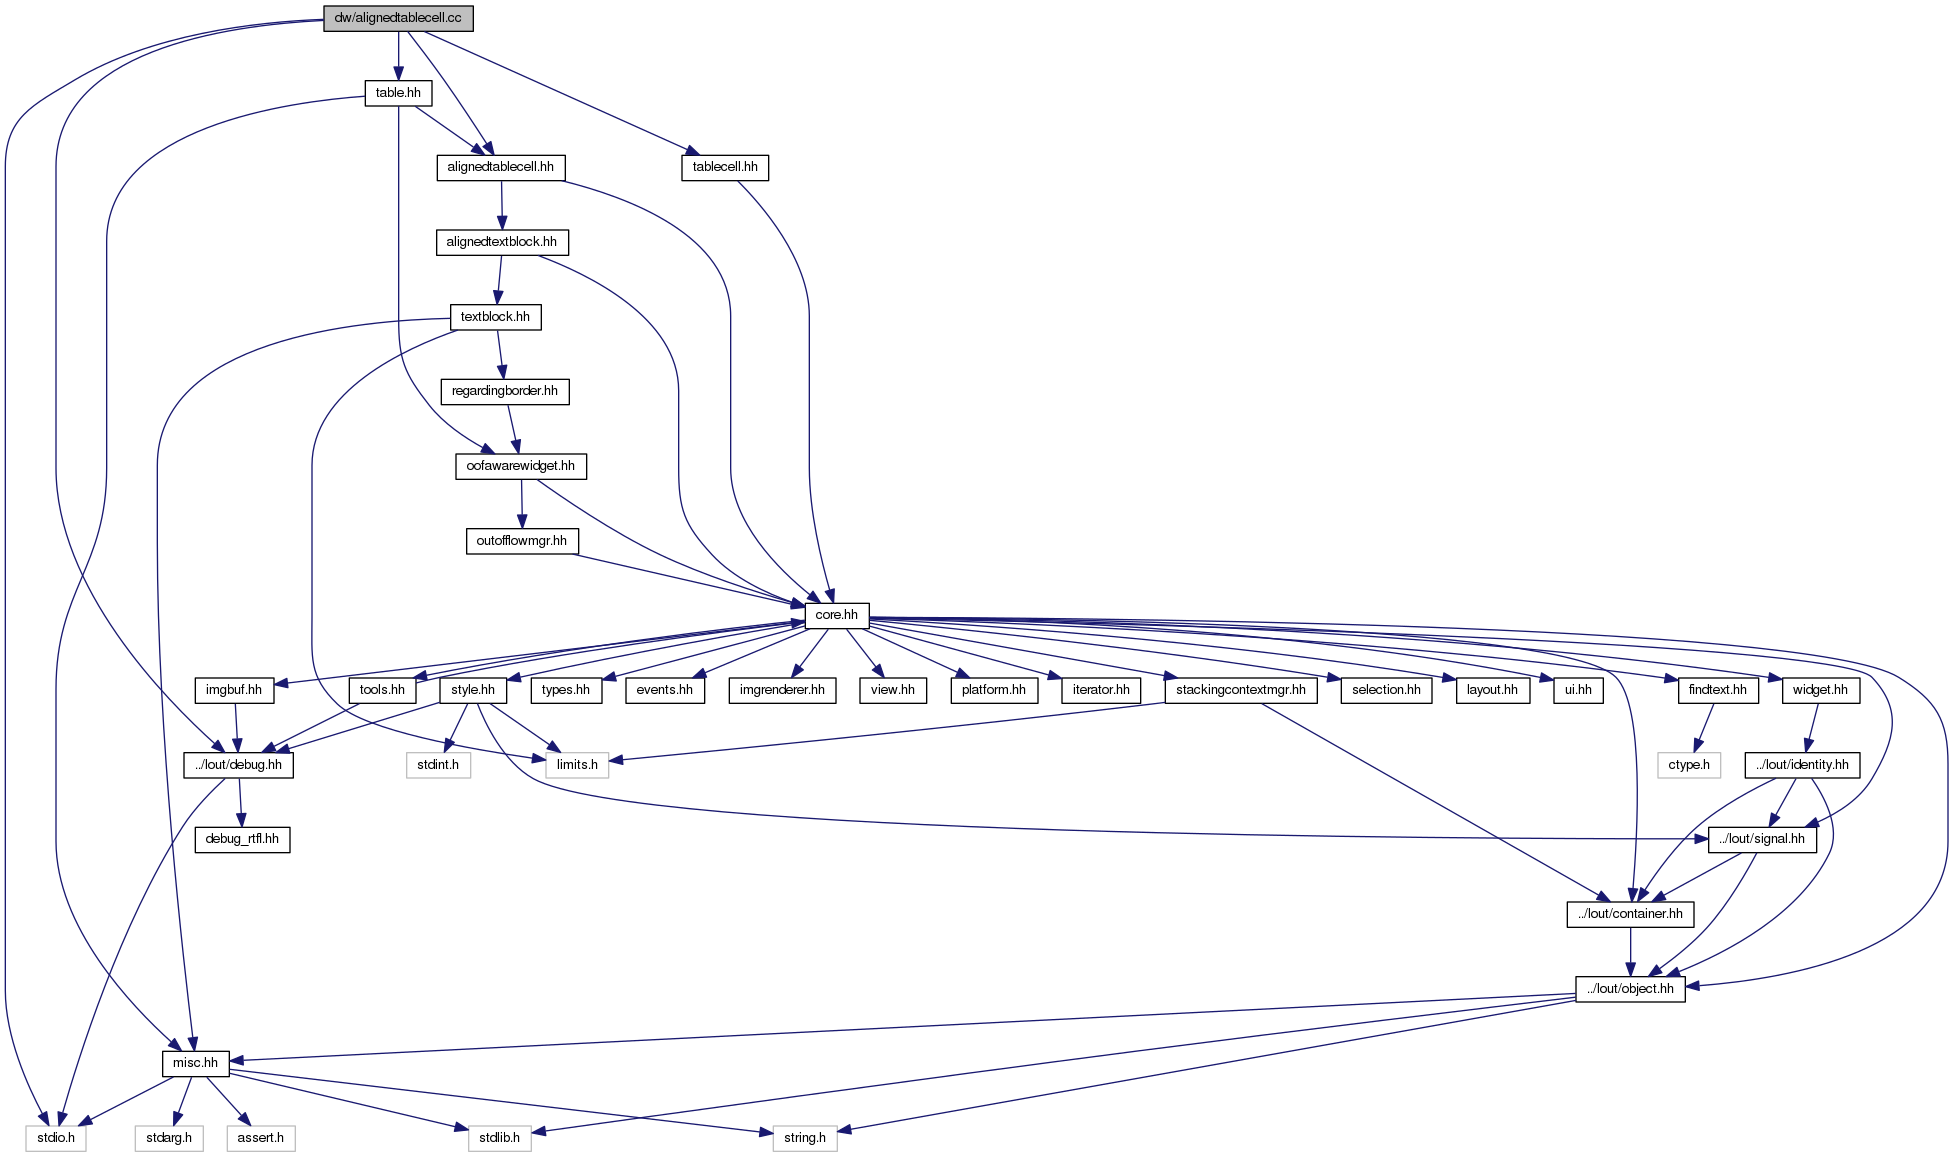 dw/alignedtablecell.cc
table.hh
alignedtablecell.hh
tablecell.hh
alignedtextblock.hh
textblock.hh
regardingborder.hh
oofawarewidget.hh
outofflowmgr.hh
core.hh
imgbuf.hh
tools.hh
style.hh
types.hh
events.hh
imgrenderer.hh
view.hh
platform.hh
iterator.hh
stackingcontextmgr.hh
selection.hh
layout.hh
ui.hh
findtext.hh
widget.hh
../lout/debug.hh
stdint.h
limits.h
ctype.h
../lout/identity.hh
debug_rtfl.hh
../lout/signal.hh
../lout/container.hh
../lout/object.hh
misc.hh
stdio.h
stdarg.h
assert.h
stdlib.h
string.h